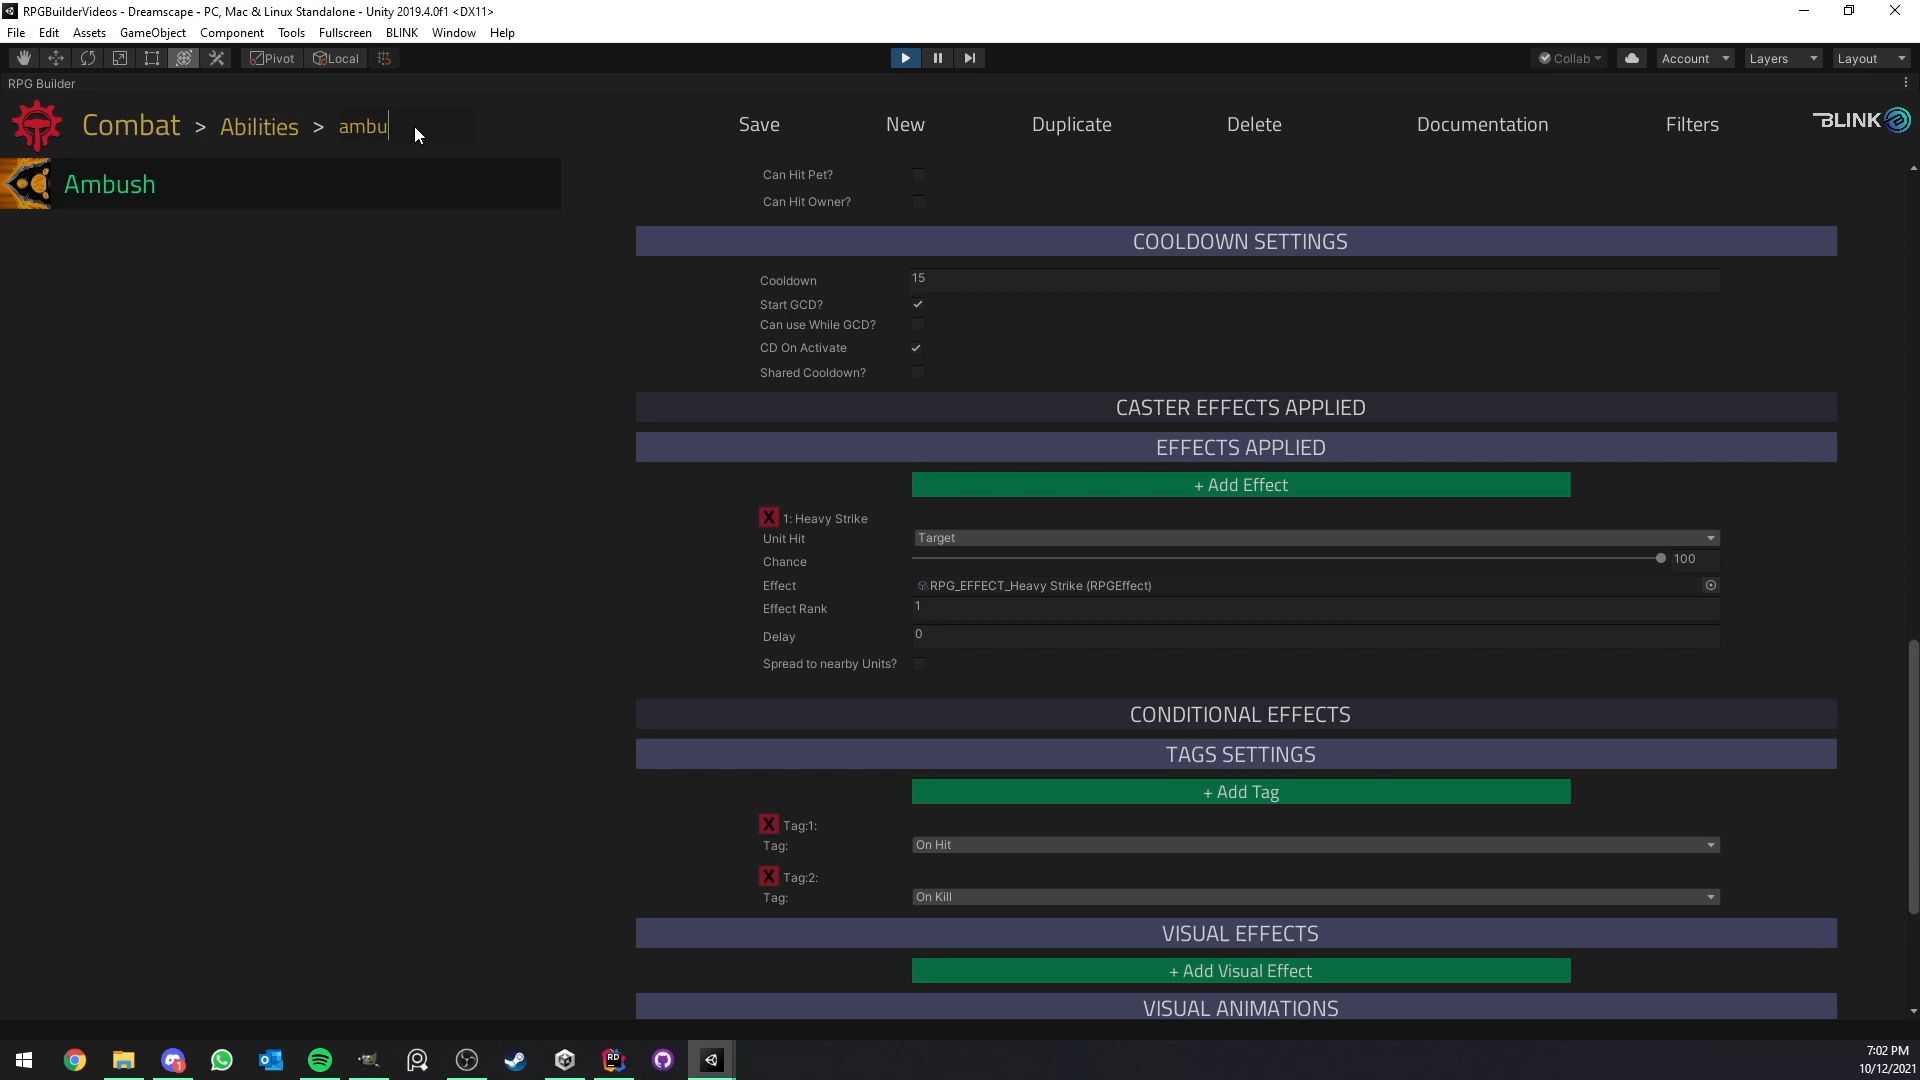 RPGBuilderVideos - Dreamscape - PC, Mac & Linux Standalone - Unity 2019.4.0f1 <DX11>
File Edit Assets GameObject Component Tools Fullscreen BLINK Window Help
Pivot Local Collab Account Layers Layout
RPG Builder
Combat > Abilities > ambu Save New Duplicate Delete Documentation Filters BLINK
Ambush
Can Hit Pet?
Can Hit Owner?
COOLDOWN SETTINGS
Cooldown 15
Start GCD?
Can use While GCD?
CD On Activate
Shared Cooldown?
CASTER EFFECTS APPLIED
EFFECTS APPLIED
+ Add Effect
X 1: Heavy Strike
Unit Hit Target
Chance 100
Effect RPG_EFFECT_Heavy Strike (RPGEffect)
Effect Rank 1
Delay 0
Spread to nearby Units?
CONDITIONAL EFFECTS
TAGS SETTINGS
+ Add Tag
X Tag:1:
Tag: On Hit
X Tag:2:
Tag: On Kill
VISUAL EFFECTS
+ Add Visual Effect
VISUAL ANIMATIONS
1
RD
7:02 PM
10/12/2021